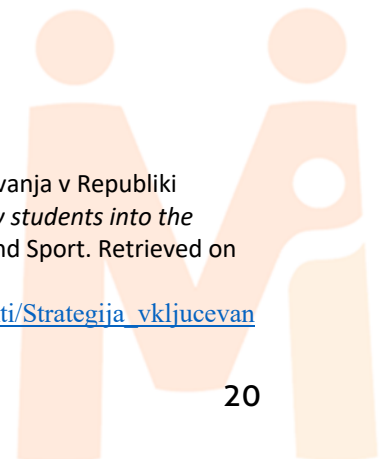 vanja v Republiki
students into the
nd Sport. Retrieved on
ti/Strategija_vkljucevan
20